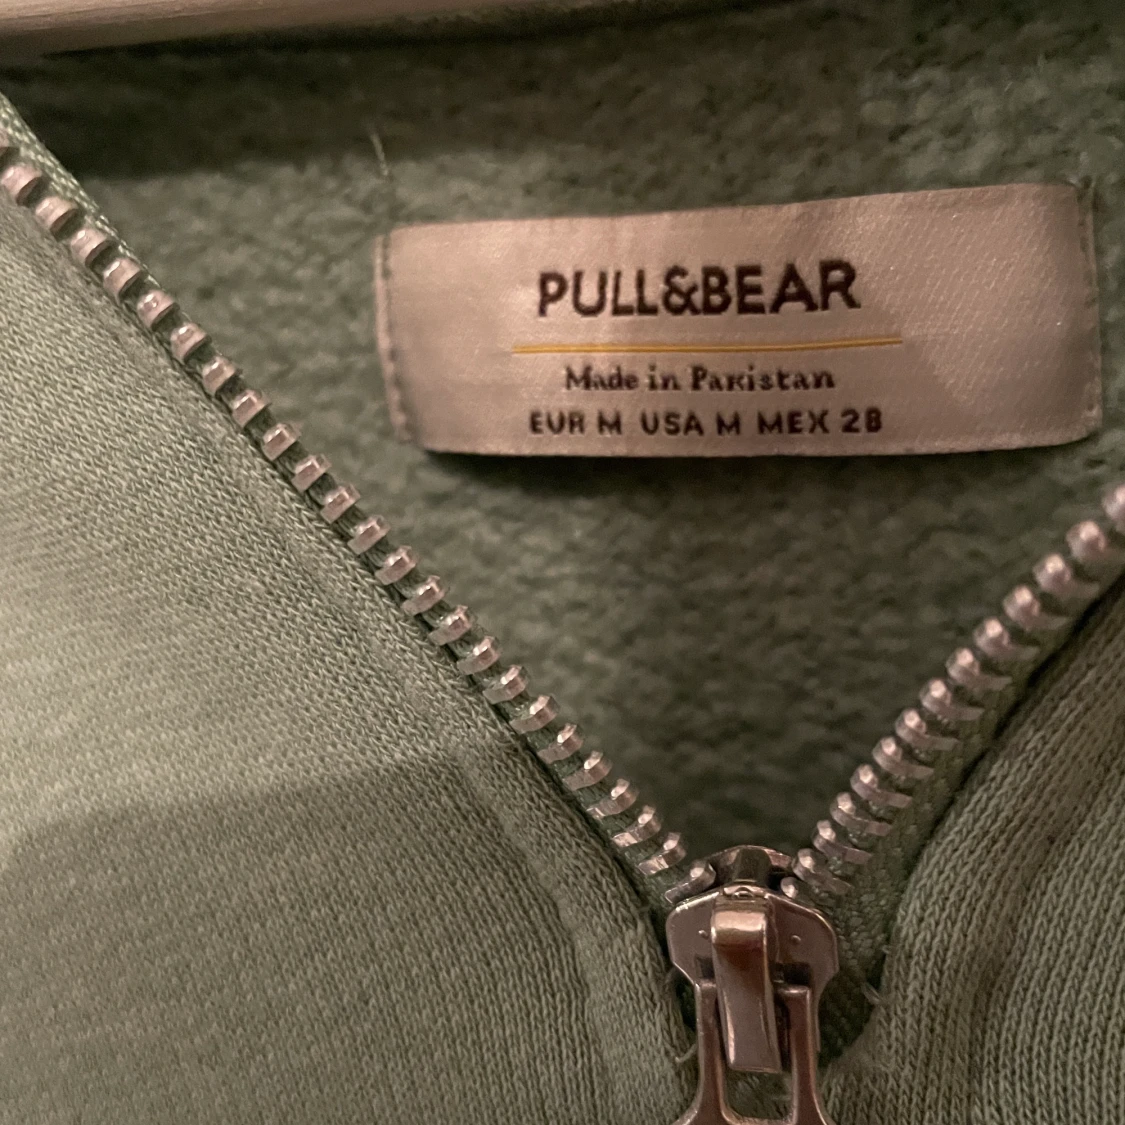 PULL&BEAR
Made in Pakistan
EUR M USA M MEX 28